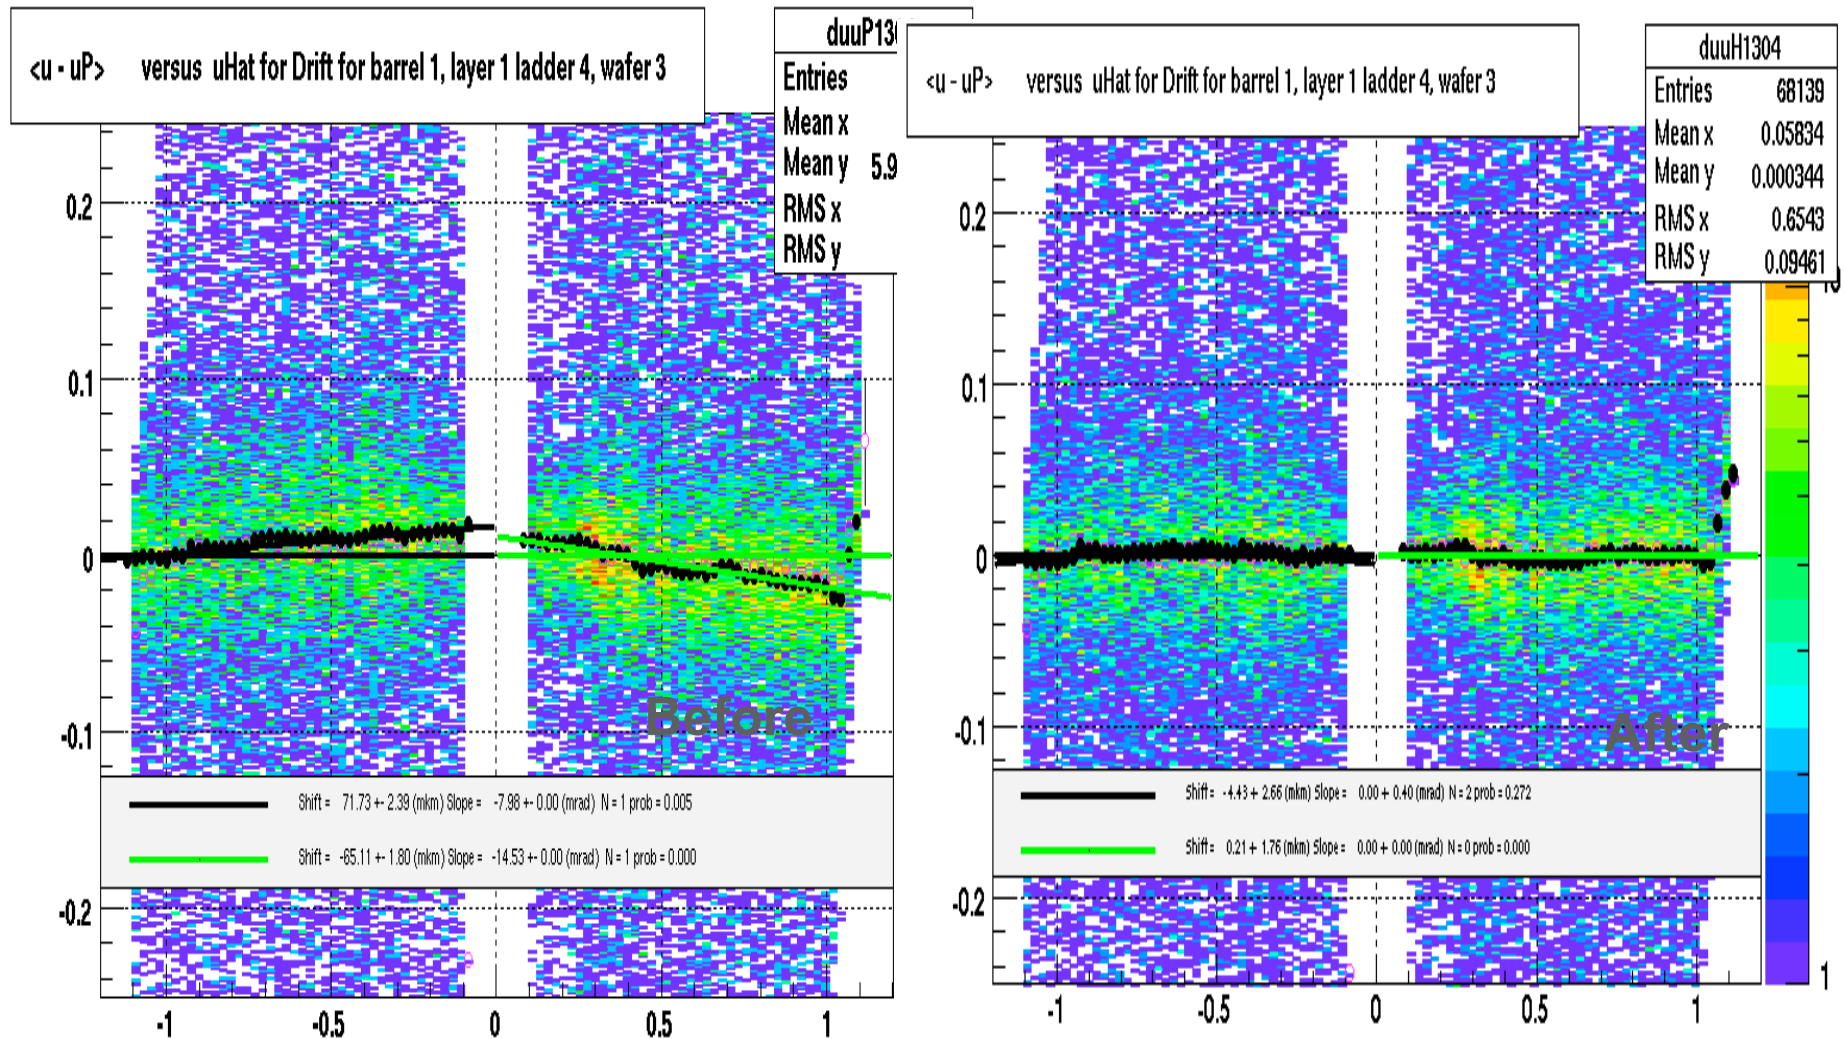 <u - uP> versus uHat for Drift for barrel 1, layer 1 ladder 4, wafer 3
duuP13
Entries
Mean x
Mean y 5.9
RMS x
RMS y
0.2
0.1
0
-0.1
-0.2
Before
Shift = 71.73 +- 2.39 (mkm) Slope = -7.98 +- 0.00 (mrad) N = 1 prob = 0.005
Shift = -65.11 +- 1.80 (mkm) Slope = -14.53 +- 0.00 (mrad) N = 1 prob = 0.000
-1 -0.5 0 0.5 1
<u - uP> versus uHat for Drift for barrel 1, layer 1 ladder 4, wafer 3
duuH1304
Entries 68139
Mean x 0.05834
Mean y 0.000344
RMS x 0.6543
RMS y 0.09461
0.2
0.1
0
-0.1
-0.2
After
Shift = -4.43 + 2.66 (mkm) Slope = 0.00 + 0.40 (mrad) N = 2 prob = 0.272
Shift = 0.21 + 1.76 (mkm) Slope = 0.00 + 0.00 (mrad) N = 0 prob = 0.000
-1 -0.5 0 0.5 1
1